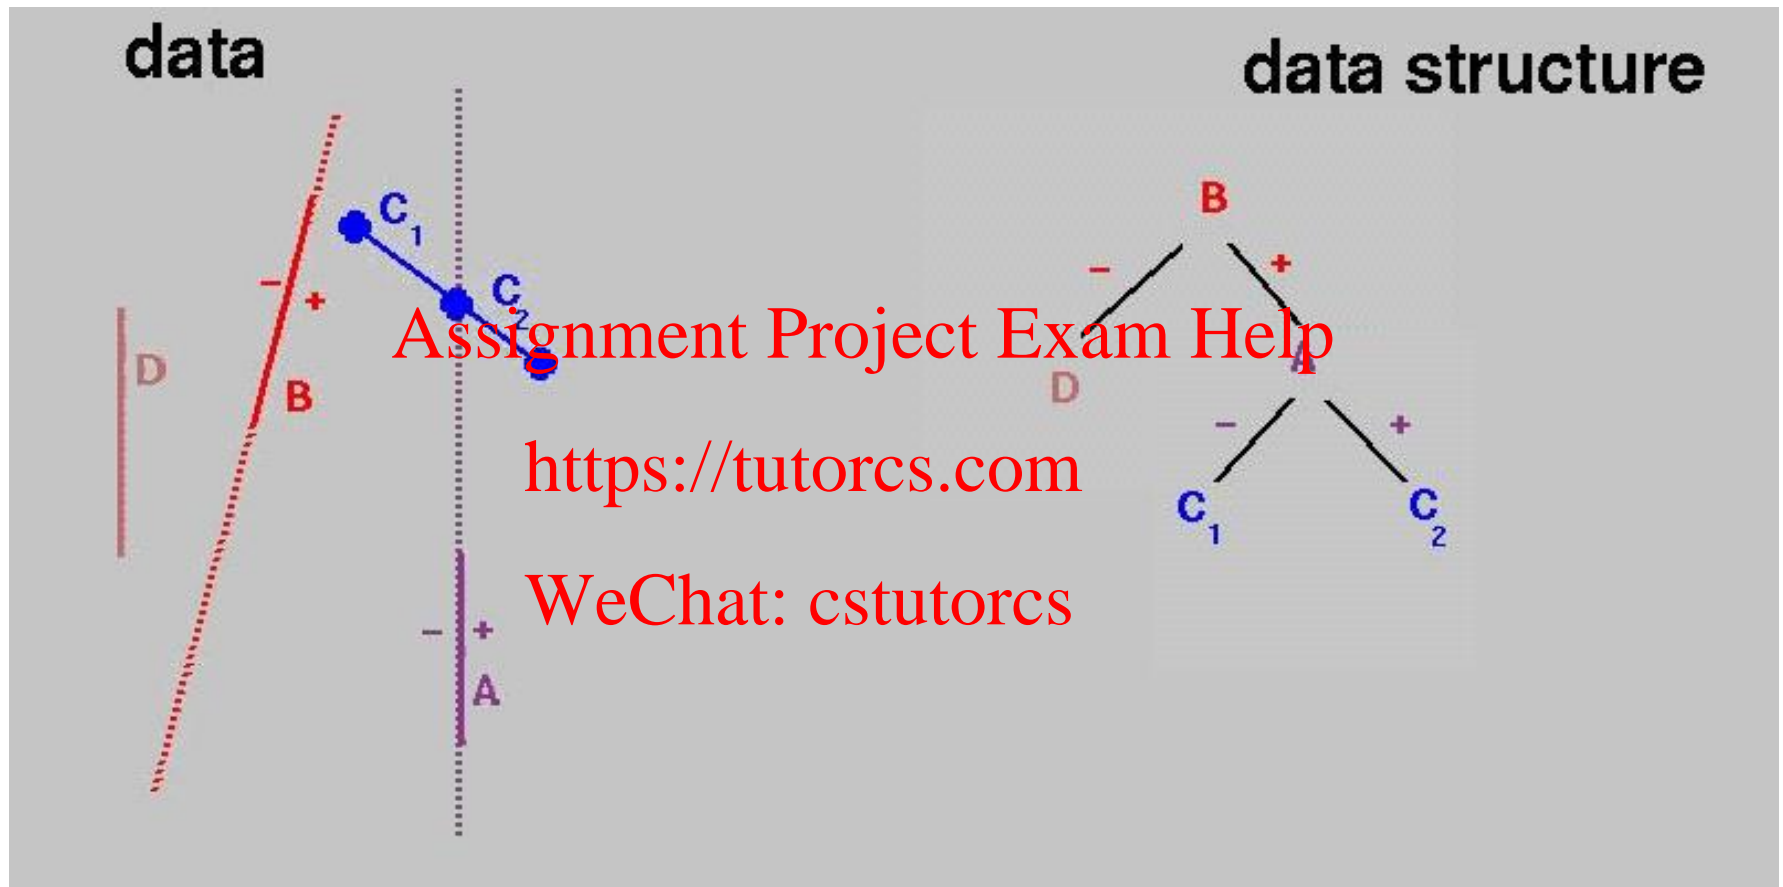 data
data structure
B
C1
- +
- +
C2
Assignment Project Exam Help
D
B
D
A
- +
https://tutorcs.com
C1
C2
WeChat: cstutorcs
- +
A